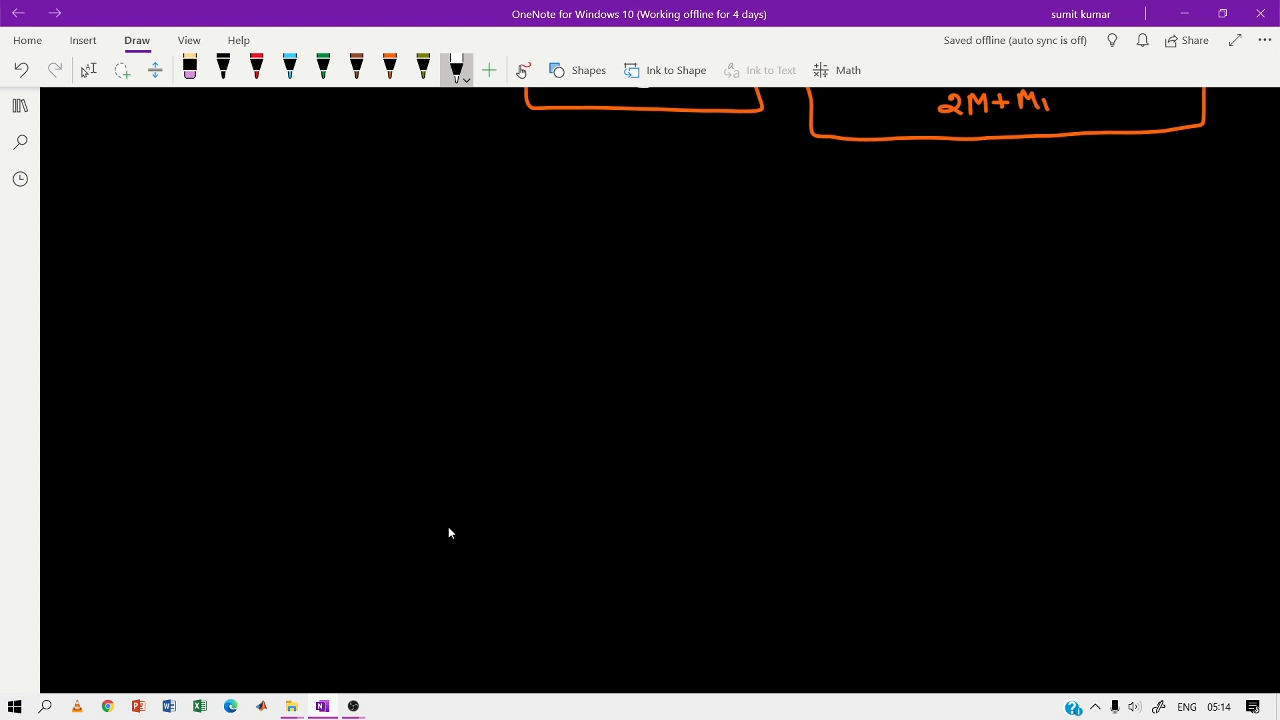 OneNote for Windows 10 (Working offline for 4 days)
sumit kumar
Home Insert Draw View Help
Saved offline (auto sync is off)
Share
Shapes
Ink to Shape
Ink to Text
Math
2M+M1
ENG 05:14